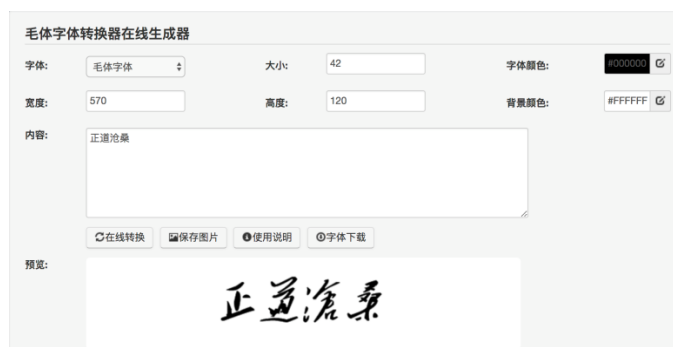 毛体字体转换器在线生成器
字体: 毛体字体 大小: 42 字体颜色: #000000
宽度: 570 高度: 120 背景颜色: #FFFFFF
内容: 正道沧桑
在线转换 保存图片 使用说明 字体下载
预览:
正道滄桑